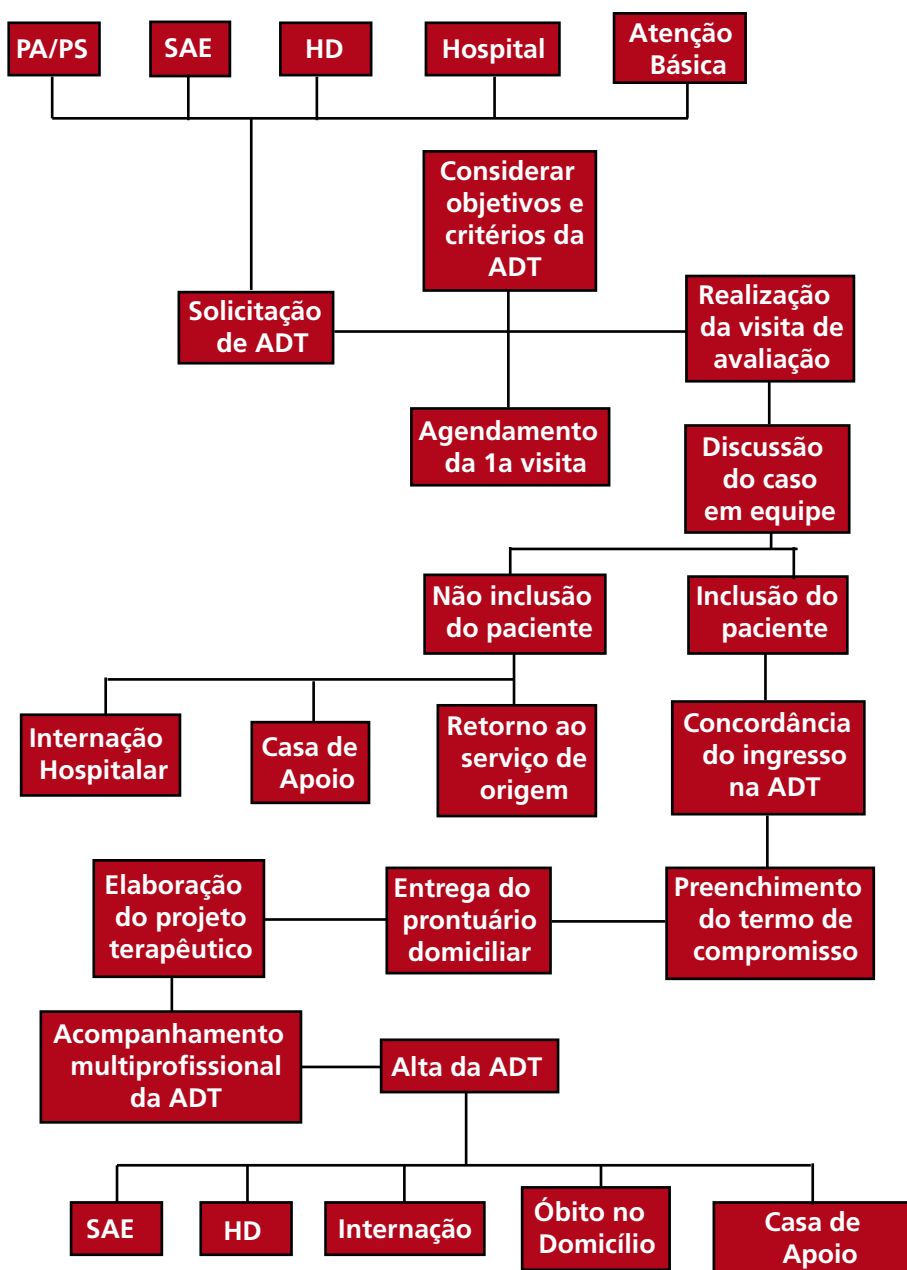 PA/PS
SAE
HD
Hospital
Atenção
Básica
Considerar
objetivos e
critérios da
ADT
Solicitação
de ADT
Realização
da visita de
avaliação
Agendamento
da 1a visita
Discussão
do caso
em equipe
Não inclusão
do paciente
Inclusão do
paciente
Internação
Hospitalar
Casa de
Apoio
Retorno ao
serviço de
origem
Concordância
do ingresso
na ADT
Elaboração
do projeto
terapêutico
Entrega do
prontuário
domiciliar
Preenchimento
do termo de
compromisso
Acompanhamento
multiprofissional
da ADT
Alta da ADT
SAE
HD
Internação
Óbito no
Domicílio
Casa de
Apoio